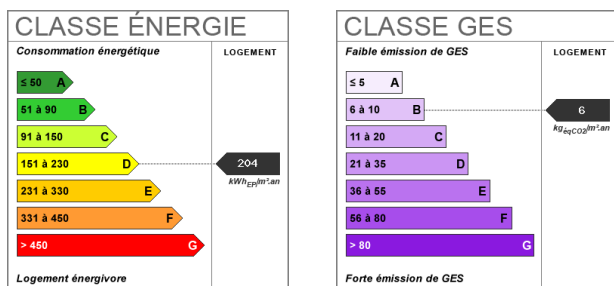 CLASSE ÉNERGIE
Consommation énergétique
LOGEMENT
≤ 50 A
51 à 90 B
91 à 150 C
151 à 230 D
204
kWhEP/m².an
231 à 330 E
331 à 450 F
> 450 G
Logement énergivore
CLASSE GES
Faible émission de GES
LOGEMENT
≤ 5 A
6 à 10 B
6
kgéqCO2/m².an
11 à 20 C
21 à 35 D
36 à 55 E
56 à 80 F
> 80 G
Forte émission de GES